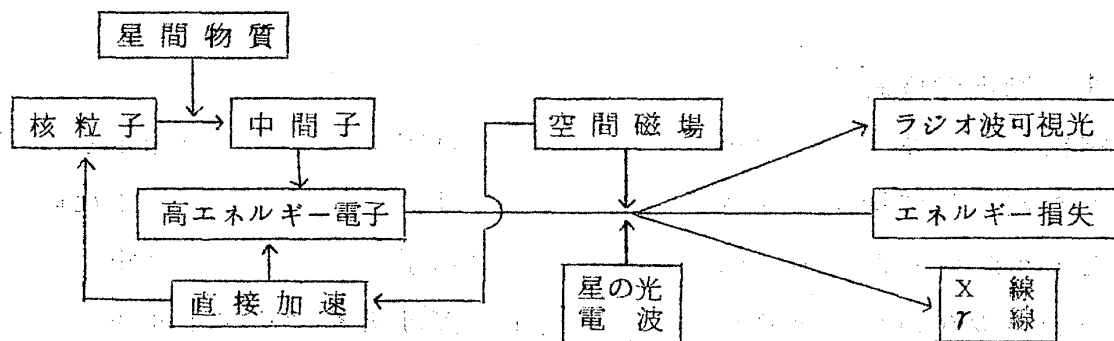 星間物質
核粒子
中間子
空間磁場
ラジオ波可視光
高エネルギー電子
エネルギー損失
直接加速
星の光
電波
X線
γ線